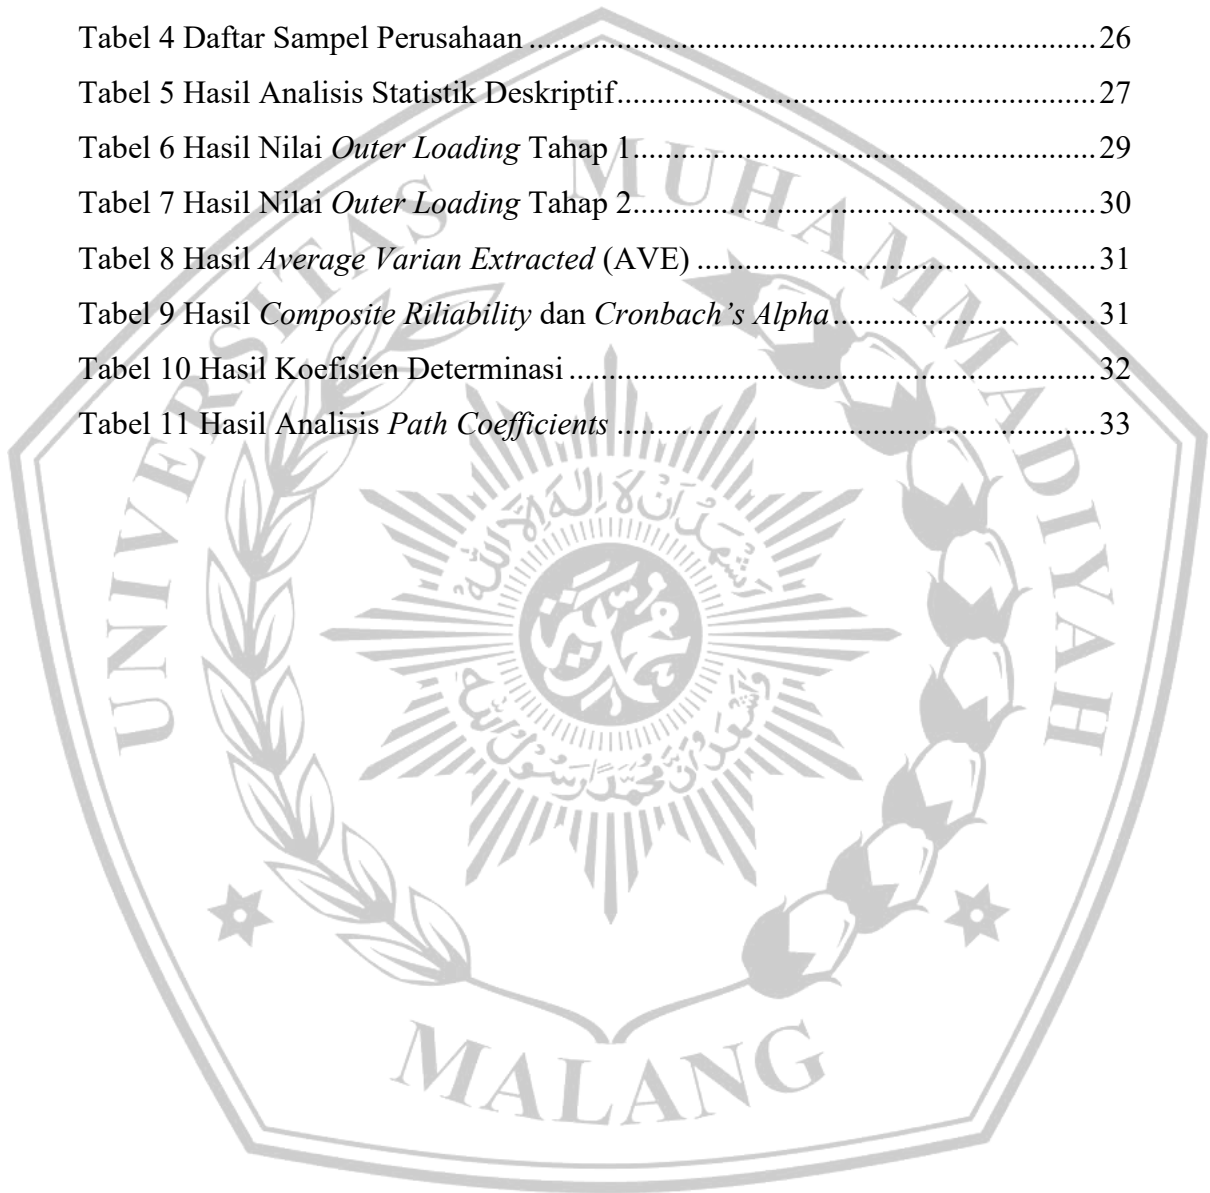 Tabel 4 Daftar Sampel Perusahaan ........................................................................ 26
Tabel 5 Hasil Analisis Statistik Deskriptif ............................................................. 27
Tabel 6 Hasil Nilai Outer Loading Tahap 1 ........................................................... 29
Tabel 7 Hasil Nilai Outer Loading Tahap 2 ........................................................... 30
Tabel 8 Hasil Average Varian Extracted (AVE) ................................................... 31
Tabel 9 Hasil Composite Riliability dan Cronbach’s Alpha .................................. 31
Tabel 10 Hasil Koefisien Determinasi ................................................................... 32
Tabel 11 Hasil Analisis Path Coefficients ............................................................. 33
UNIVERSITAS MUHAMMADIYAH
MALANG